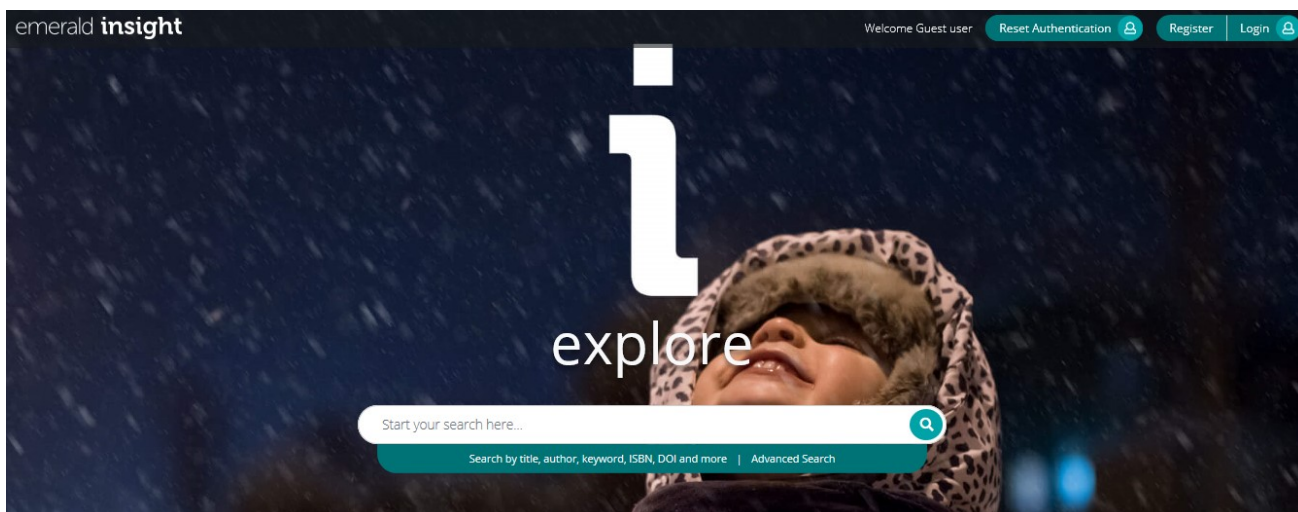 emerald insight
Welcome Guest user
Reset Authentication
Register
Login
i
explore
Start your search here...
Search by title, author, keyword, ISBN, DOI and more | Advanced Search